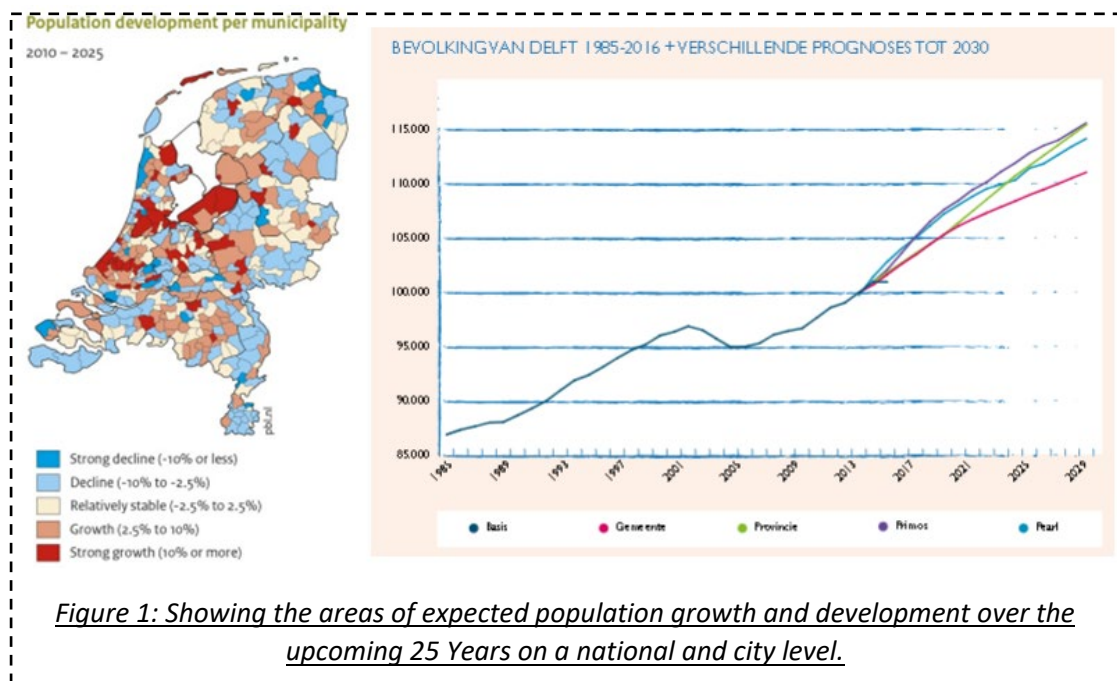 Population development per municipality
2010 – 2025
pbl.nl
Strong decline (-10% or less)
Decline (-10% to -2.5%)
Relatively stable (-2.5% to 2.5%)
Growth (2.5% to 10%)
Strong growth (10% or more)
BEVOLKING VAN DELFT 1985-2016 + VERSCHILLENDE PROGNOSES TOT 2030
115.000
110.000
105.000
100.000
95.000
90.000
85.000
1985 1989 1993 1997 2001 2005 2009 2013 2017 2021 2025 2029
Basis Gemeente Provincie Primos Pearl
Figure 1: Showing the areas of expected population growth and development over the
upcoming 25 Years on a national and city level.